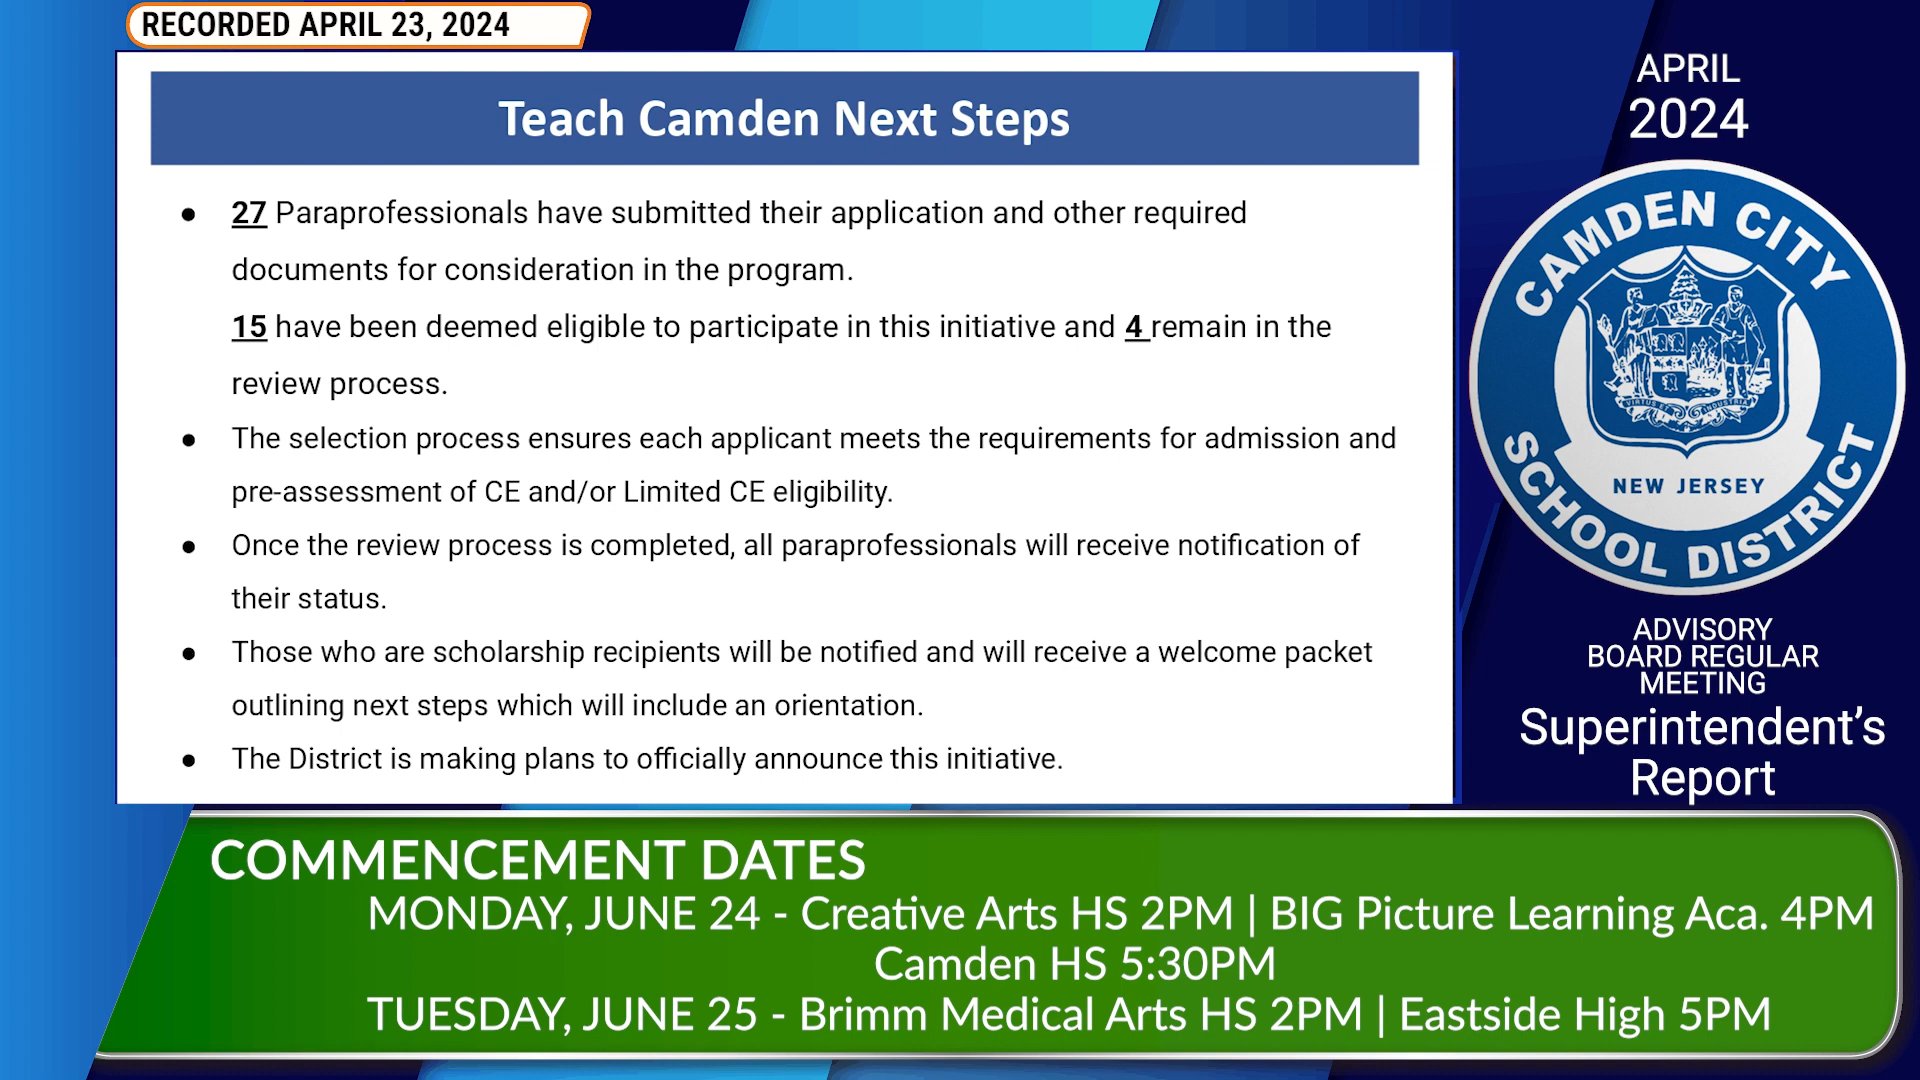 RECORDED APRIL 23, 2024
Teach Camden Next Steps
● 27 Paraprofessionals have submitted their application and other required
documents for consideration in the program.
15 have been deemed eligible to participate in this initiative and 4 remain in the
review process.
● The selection process ensures each applicant meets the requirements for admission and
pre-assessment of CE and/or Limited CE eligibility.
● Once the review process is completed, all paraprofessionals will receive notification of
their status.
● Those who are scholarship recipients will be notified and will receive a welcome packet
outlining next steps which will include an orientation.
● The District is making plans to officially announce this initiative.
APRIL
2024
CAMDEN CITY
NEW JERSEY
SCHOOL DISTRICT
ADVISORY
BOARD REGULAR
MEETING
Superintendent’s
Report
COMMENCEMENT DATES
MONDAY, JUNE 24 - Creative Arts HS 2PM | BIG Picture Learning Aca. 4PM
Camden HS 5:30PM
TUESDAY, JUNE 25 - Brimm Medical Arts HS 2PM | Eastside High 5PM